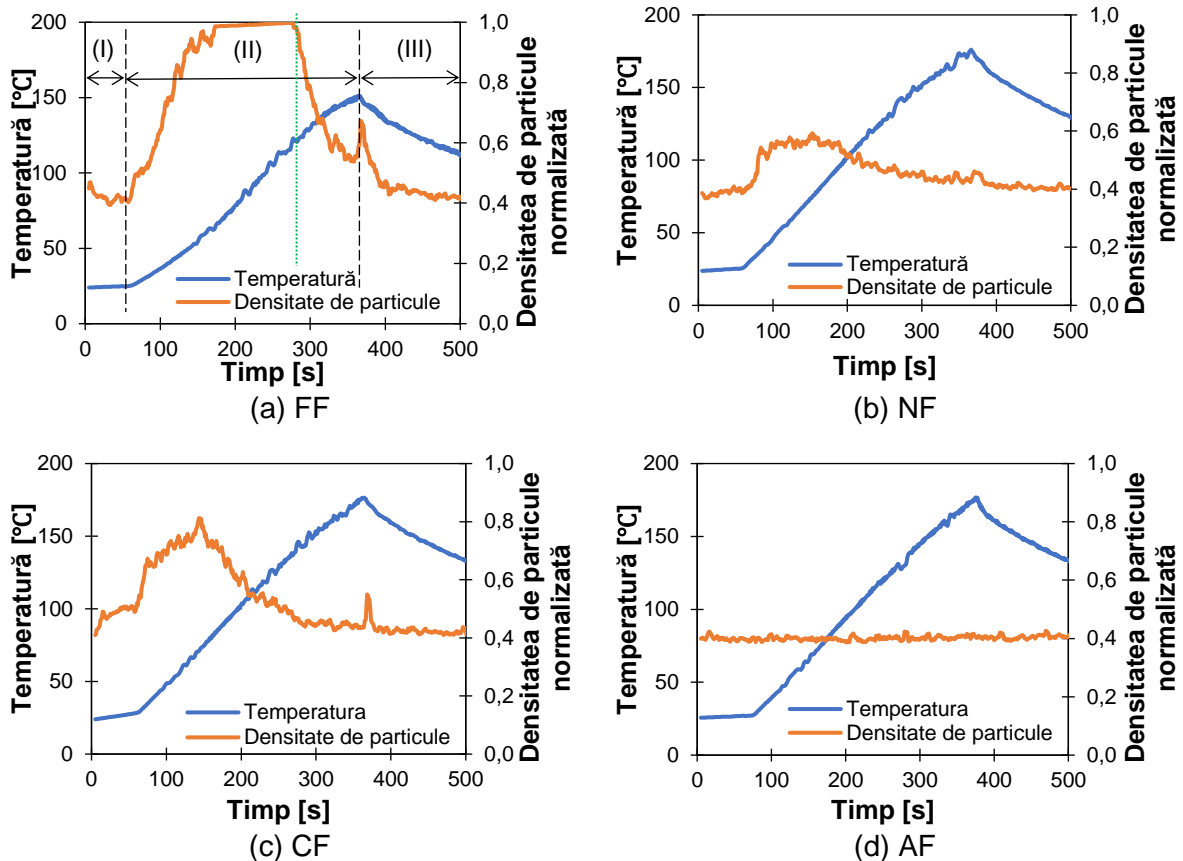 200
150
100
50
0
Temperatură [℃]
1,0
0,8
0,6
0,4
0,2
0,0
Densitatea de particule
normalizată
(I)
(II)
(III)
Temperatură
Densitate de particule
0 100 200 300 400 500
Timp [s]
(a) FF
200
150
100
50
0
Temperatură [℃]
1,0
0,8
0,6
0,4
0,2
0,0
Densitatea de particule
normalizată
Temperatură
Densitate de particule
0 100 200 300 400 500
Timp [s]
(b) NF
200
150
100
50
0
Temperatură [℃]
1,0
0,8
0,6
0,4
0,2
0,0
Densitatea de particule
normalizată
Temperatura
Densitate de particule
0 100 200 300 400 500
Timp [s]
(c) CF
200
150
100
50
0
Temperatură [℃]
1,0
0,8
0,6
0,4
0,2
0,0
Densitatea de particule
normalizată
Temperatură
Densitate de particule
0 100 200 300 400 500
Timp [s]
(d) AF